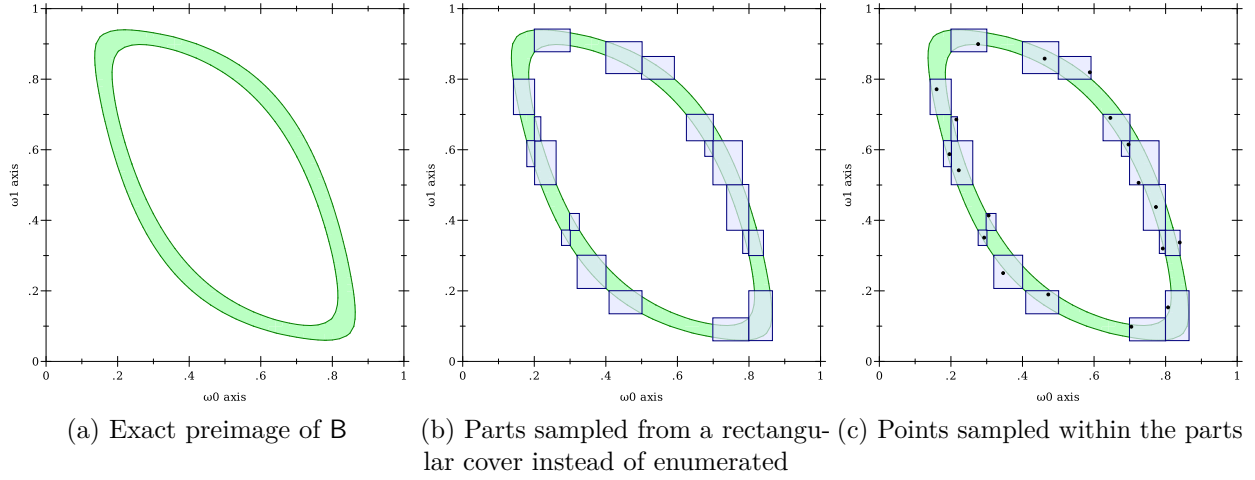 1
.8
.6
.4
.2
0
0 .2 .4 .6 .8 1
ω1 axis
ω0 axis
(a) Exact preimage of B
1
.8
.6
.4
.2
0
0 .2 .4 .6 .8 1
ω1 axis
ω0 axis
(b) Parts sampled from a rectangu-
lar cover instead of enumerated
1
.8
.6
.4
.2
0
0 .2 .4 .6 .8 1
ω1 axis
ω0 axis
(c) Points sampled within the parts